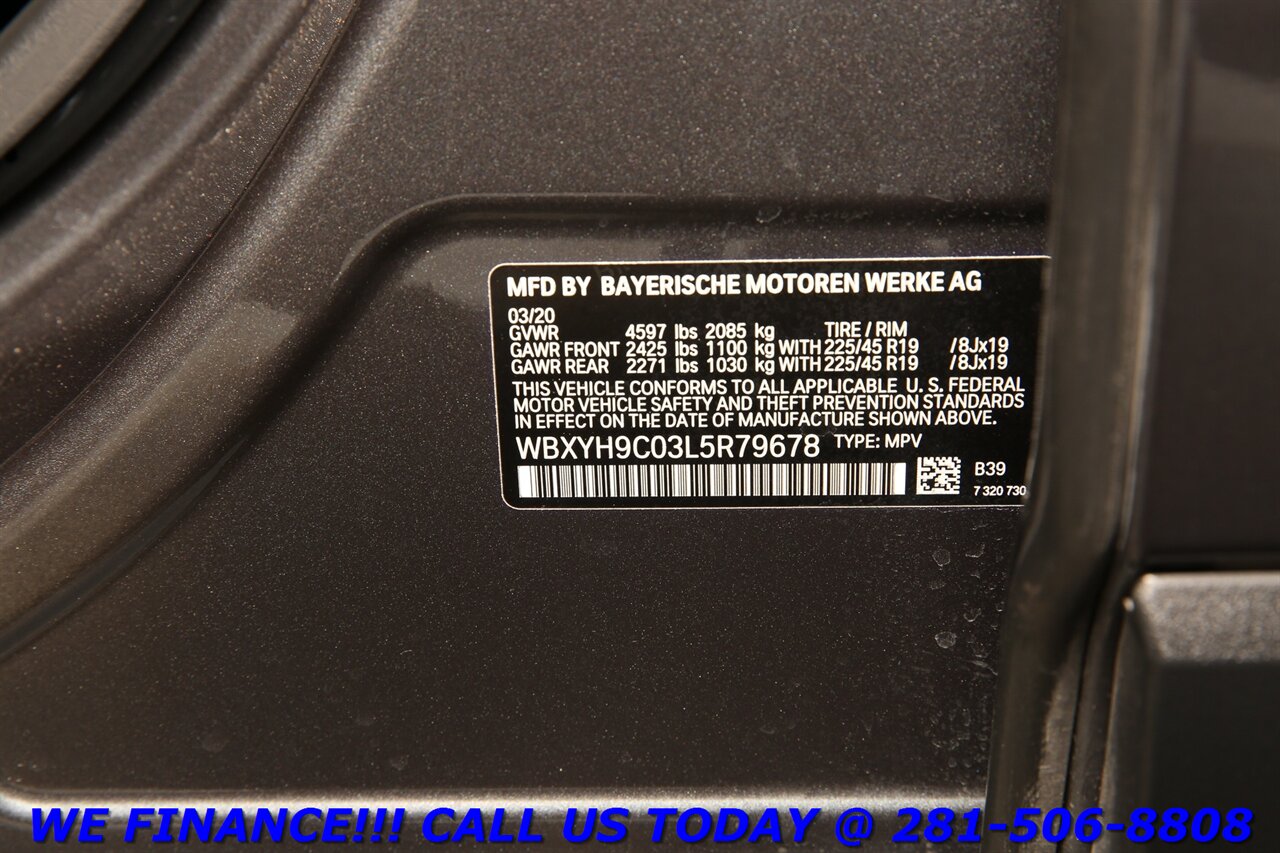 MFD BY BAYERISCHE MOTOREN WERKE AG
03/20
GVWR 4597 lbs 2085 kg TIRE / RIM
GAWR FRONT 2425 lbs 1100 kg WITH 225/45 R19 /8Jx19
GAWR REAR 2271 lbs 1030 kg WITH 225/45 R19 /8Jx19
THIS VEHICLE CONFORMS TO ALL APPLICABLE U. S. FEDERAL
MOTOR VEHICLE SAFETY AND THEFT PREVENTION STANDARDS
IN EFFECT ON THE DATE OF MANUFACTURE SHOWN ABOVE.
WBXYH9C03L5R79678 TYPE: MPV
B39
7 320 730
WE FINANCE!!! CALL US TODAY @ 281-506-8808